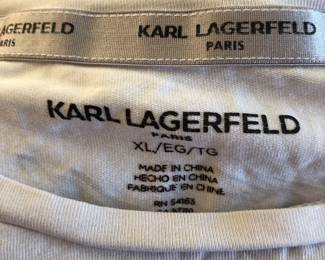 KARL LAGERFELD KARL LAGERFELD
PARIS PARIS
KARL LAGERFELD
PARIS
XL/EG/TG
MADE IN CHINA
HECHO EN CHINA
FABRIQUE EN CHINE
RN 54163